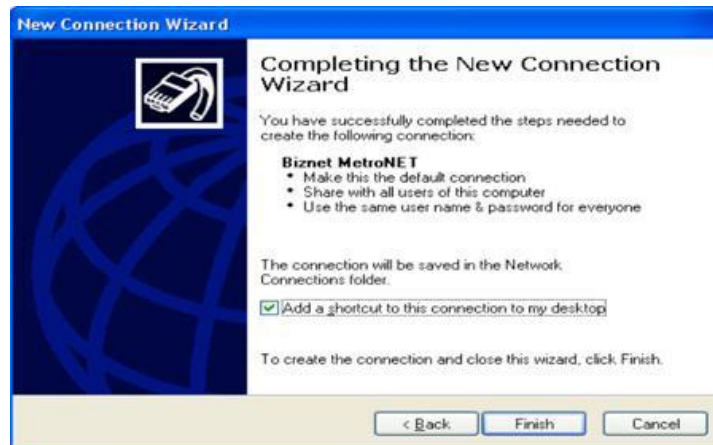 New Connection Wizard
Completing the New Connection
Wizard
You have successfully completed the steps needed to
create the following connection:
Biznet MetroNET
• Make this the default connection
• Share with all users of this computer
• Use the same user name & password for everyone
The connection will be saved in the Network
Connections folder.
Add a shortcut to this connection to my desktop
To create the connection and close this wizard, click Finish.
< Back Finish Cancel